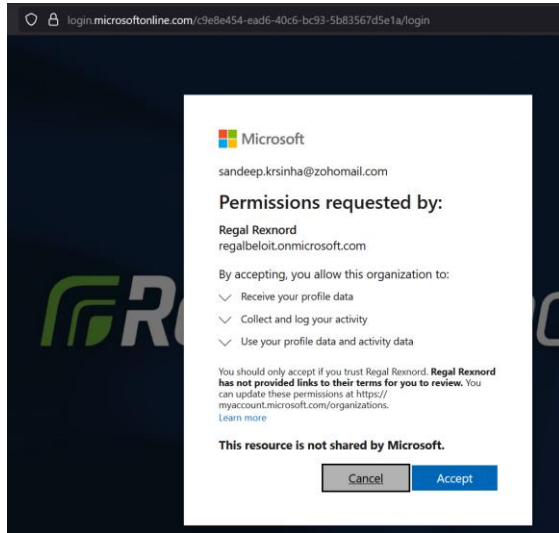 login.microsoftonline.com/c9e8e454-ead6-40c6-bc93-5b83567d5e1a/login
Microsoft
sandeep.krsinha@zohomail.com
Permissions requested by:
Regal Rexnord
regalbeloit.onmicrosoft.com
By accepting, you allow this organization to:
Receive your profile data
Collect and log your activity
Use your profile data and activity data
You should only accept if you trust Regal Rexnord. Regal Rexnord
has not provided links to their terms for you to review. You
can update these permissions at https://
myaccount.microsoft.com/organizations.
Learn more
This resource is not shared by Microsoft.
Cancel
Accept